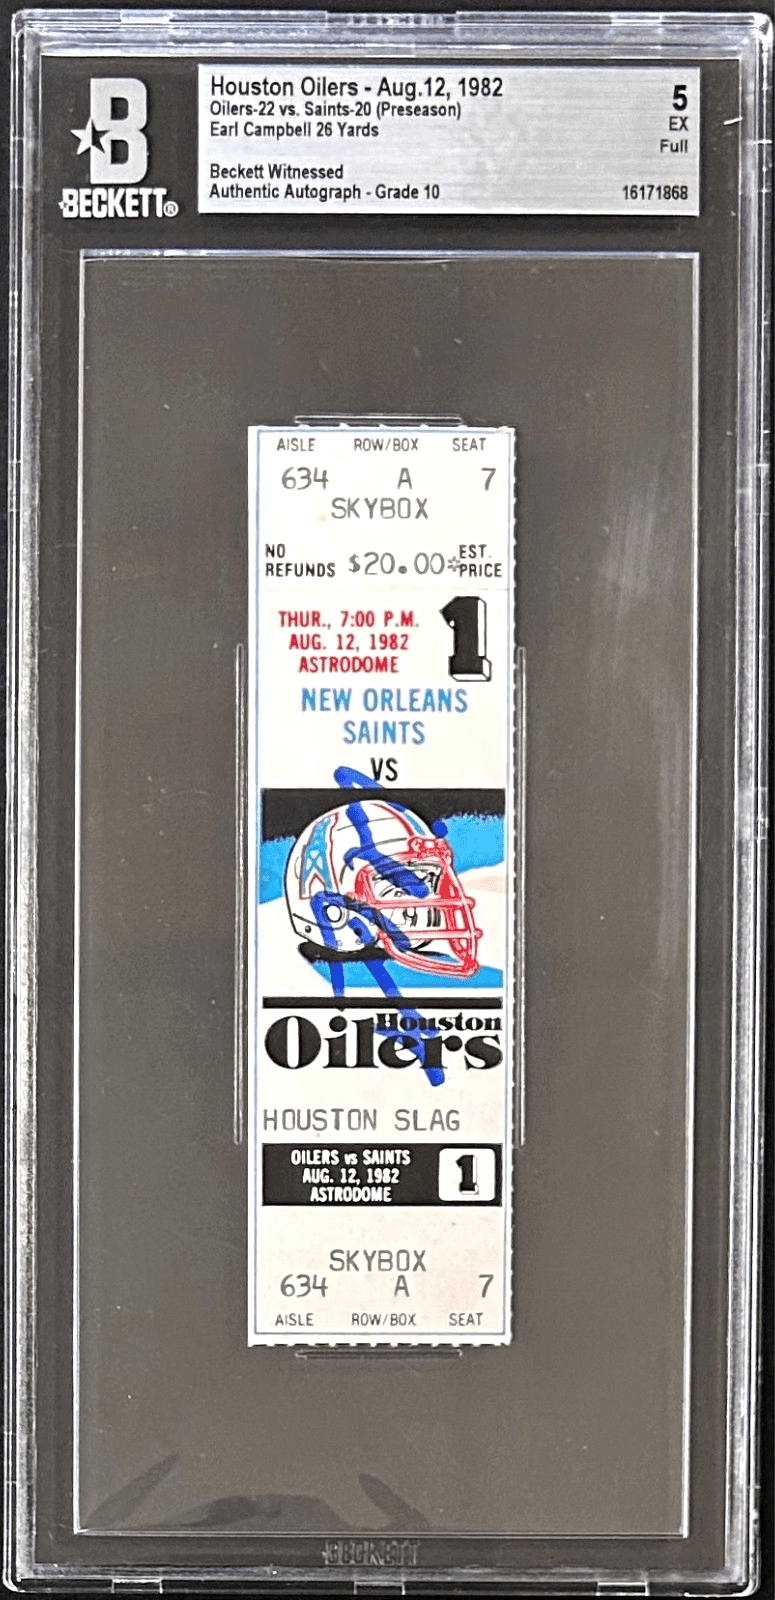 B
BECKETT®
Houston Oilers - Aug.12, 1982
Oilers-22 vs. Saints-20 (Preseason)
Earl Campbell 26 Yards
Beckett Witnessed
Authentic Autograph - Grade 10
5
EX
Full
16171868
AISLE ROW/BOX SEAT
634 A 7
SKYBOX
NO REFUNDS $20.00* EST. PRICE
THUR., 7:00 P.M.
AUG. 12, 1982
ASTRODOME
1
NEW ORLEANS
SAINTS
VS
Houston
Oilers
HOUSTON SLAG
OILERS vs SAINTS
AUG. 12, 1982
ASTRODOME
1
SKYBOX
634 A 7
AISLE ROW/BOX SEAT
BECKETT